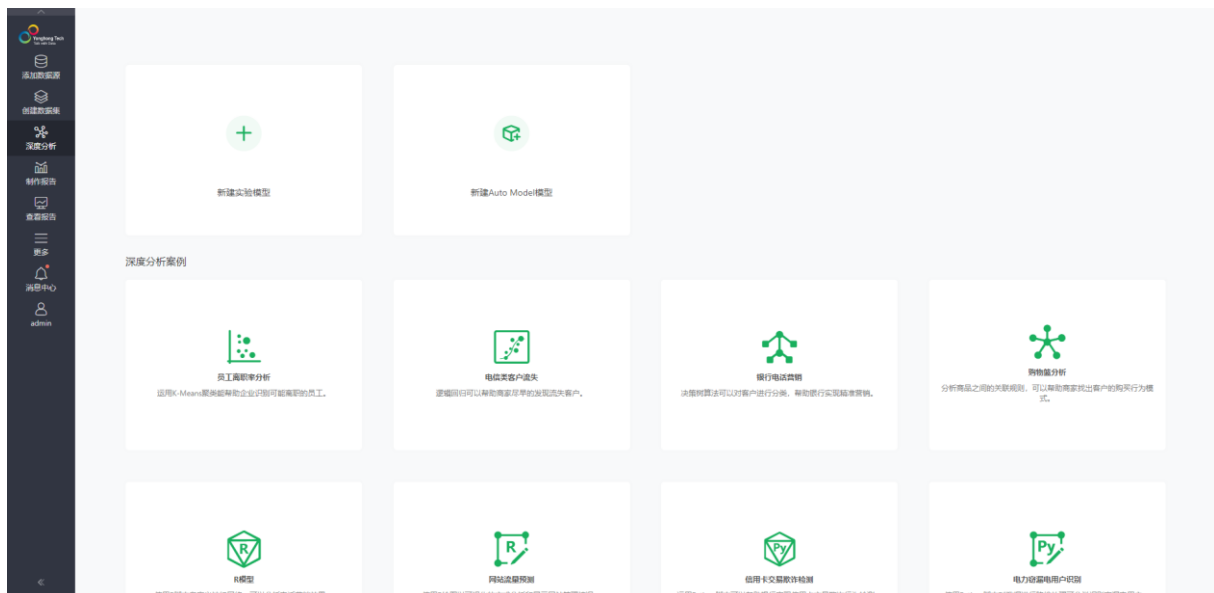 Yonghong Tech
添加数据源
创建数据集
深度分析
制作报告
查看报告
更多
消息中心
admin
新建实验模型
新建Auto Model模型
深度分析案例
员工离职率分析
运用K-Means聚类能帮助企业识别可能离职的员工。
电信类客户流失
逻辑回归可以帮助商家尽早的发现流失客户。
银行电话营销
决策树算法可以对客户进行分类，帮助银行实现精准营销。
购物篮分析
分析商品之间的关联规则，可以帮助商家找出客户的购买行为模
式。
R模型
网站流量预测
信用卡交易欺诈检测
电力窃漏电用户识别